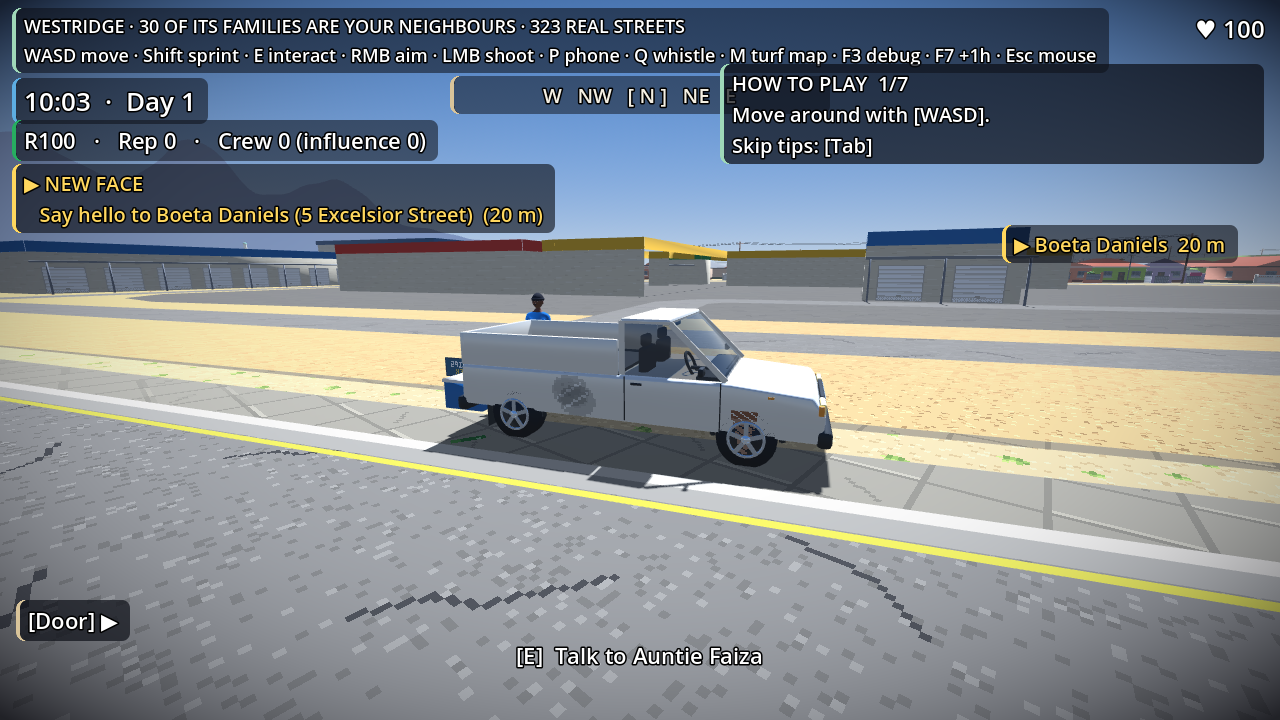 WESTRIDGE · 30 OF ITS FAMILIES ARE YOUR NEIGHBOURS · 323 REAL STREETS
WASD move · Shift sprint · E interact · RMB aim · LMB shoot · P phone · Q whistle · M turf map · F3 debug · F7 +1h · Esc mouse
♥ 100
10:03 · Day 1
W NW [ N ] NE E
HOW TO PLAY 1/7
Move around with [WASD].
Skip tips: [Tab]
R100 · Rep 0 · Crew 0 (influence 0)
▶ NEW FACE
Say hello to Boeta Daniels (5 Excelsior Street) (20 m)
▶ Boeta Daniels 20 m
[Door] ▶
[E] Talk to Auntie Faiza